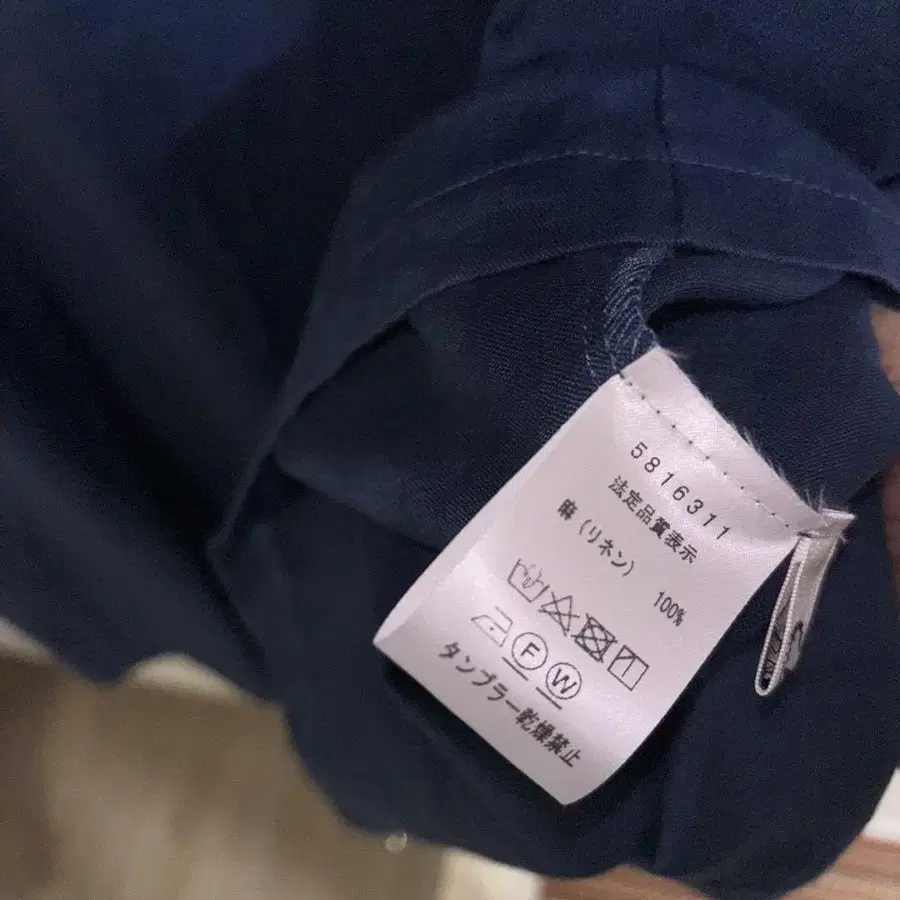 5816311
法定品質表示
麻（リネン） 100%
F W
タンブラー乾燥禁止